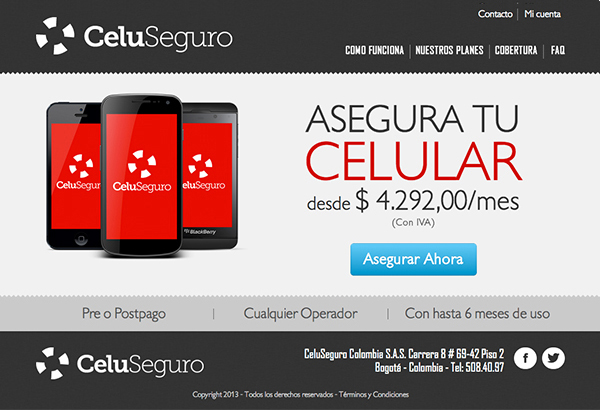 Contacto | Mi cuenta
CeluSeguro
COMO FUNCIONA | NUESTROS PLANES | COBERTURA | FAQ
ASEGURA TU
CELULAR
desde $ 4.292,00/mes
(Con IVA)
CeluSeguro
CeluSeguro
CeluSeguro
BlackBerry
Asegurar Ahora
Pre o Postpago | Cualquier Operador | Con hasta 6 meses de uso
CeluSeguro
CeluSeguro Colombia S.A.S. Carrera 8 # 69-42 Piso 2
Bogotá - Colombia - Tel: 508.40.97
Copyright 2013 - Todos los derechos reservados - Términos y Condiciones